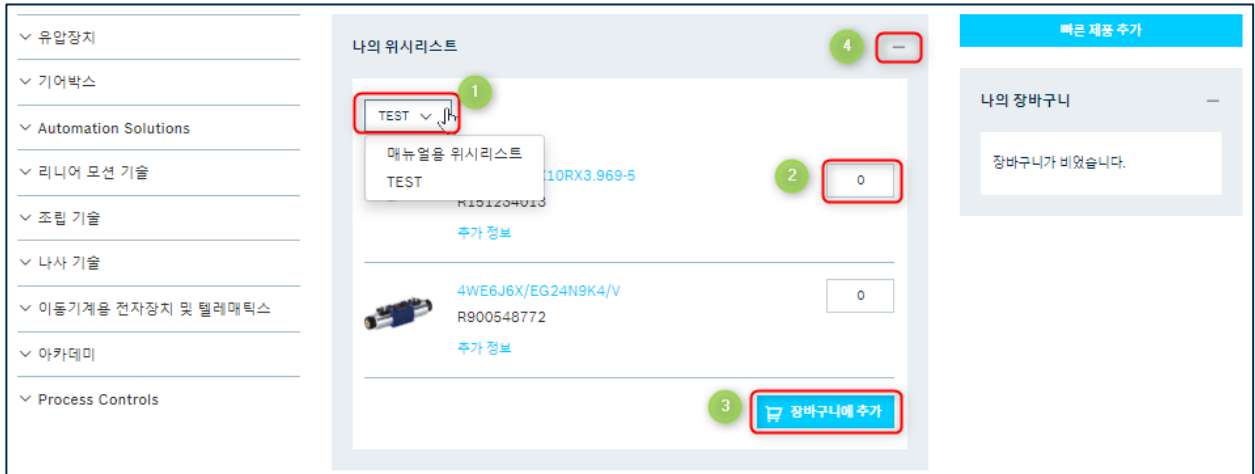 유압장치
기어박스
Automation Solutions
리니어 모션 기술
조립 기술
나사 기술
이동기계용 전자장치 및 텔레매틱스
아카데미
Process Controls
나의 위시리스트
4
1
TEST
매뉴얼용 위시리스트
TEST
10RX3.969-5
2
0
R151234013
추가 정보
4WE6J6X/EG24N9K4/V
0
R900548772
추가 정보
3
장바구니에 추가
빠른 제품 추가
나의 장바구니
장바구니가 비었습니다.